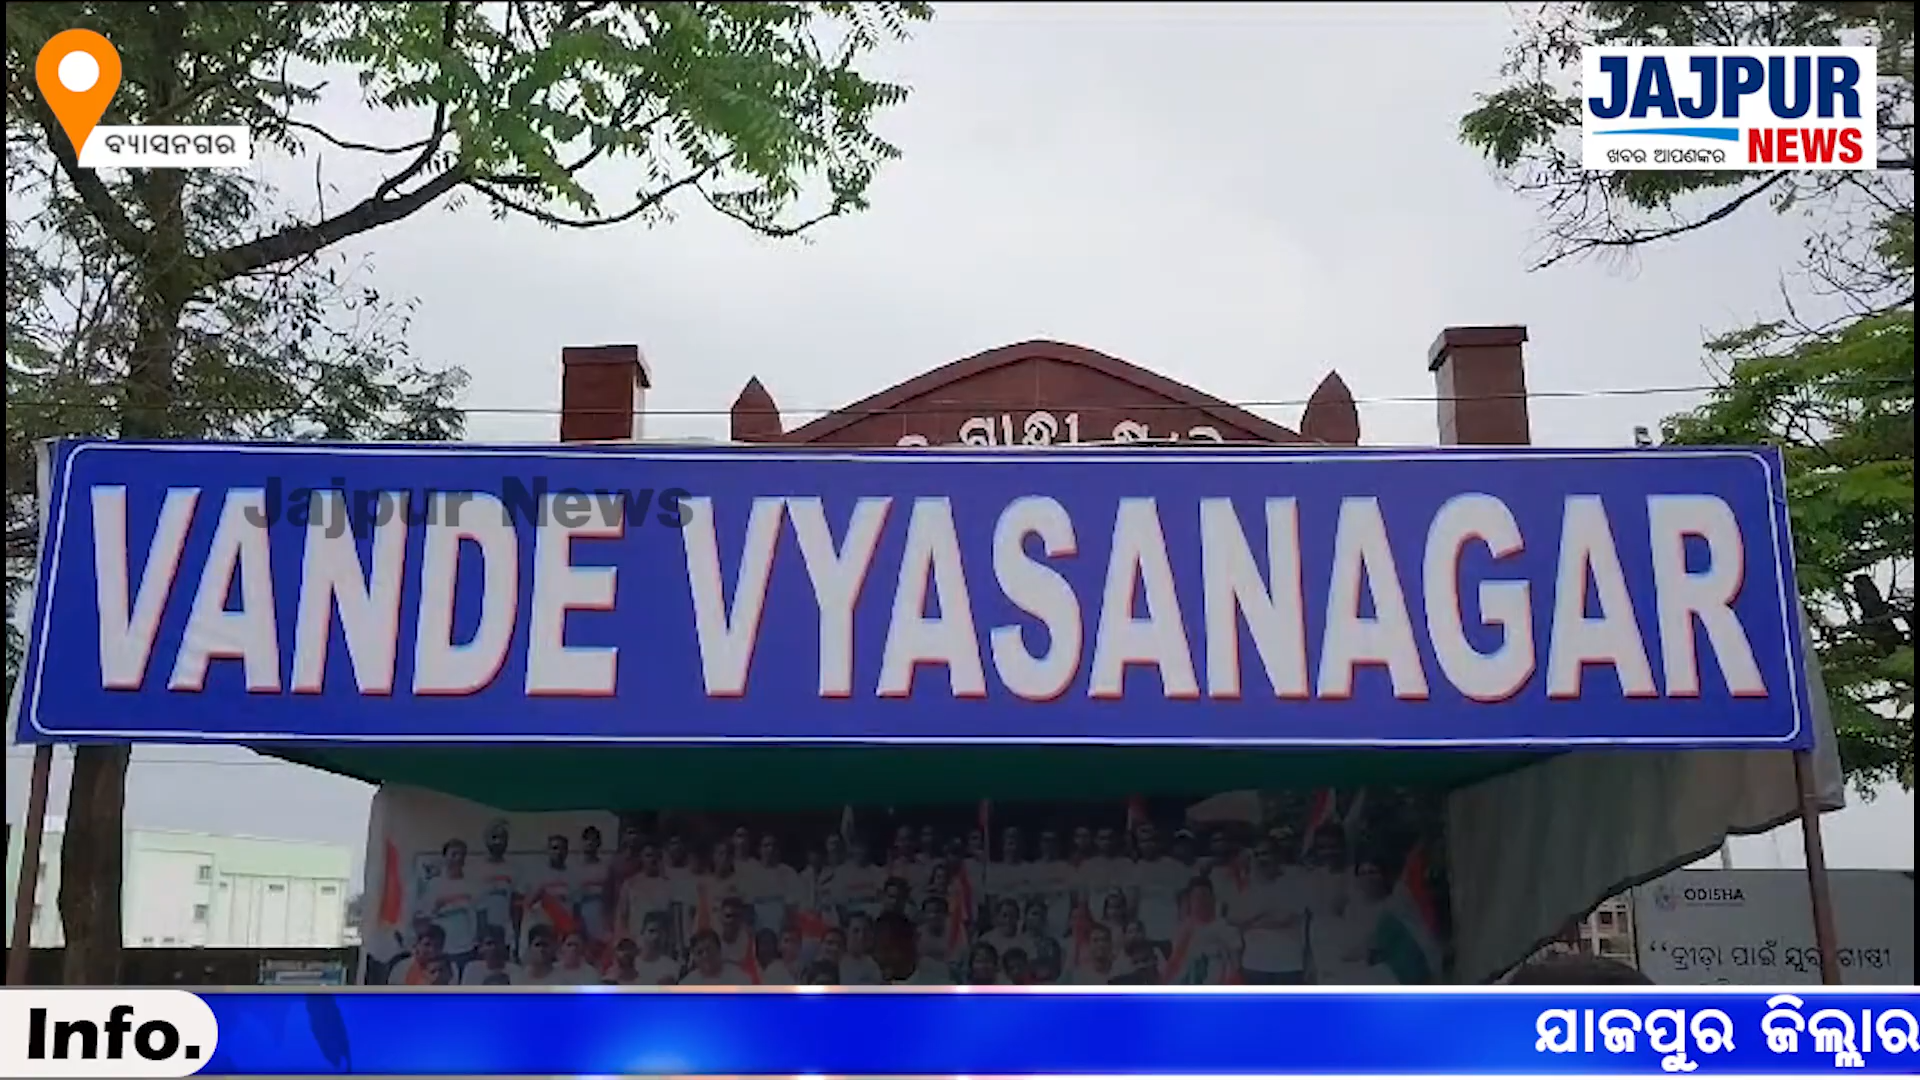 ବ୍ୟାସନଗର
JAJPUR
NEWS
ଖବର ଆପଣଙ୍କର
ଗାନ୍ଧୀ
VANDE VYASANAGAR
Jajpur News
ODISHA
“କ୍ରୀଡ଼ା ପାଇଁ ଯୁବ
Info.
ଯାଜପୁର ଜିଲ୍ଲାର